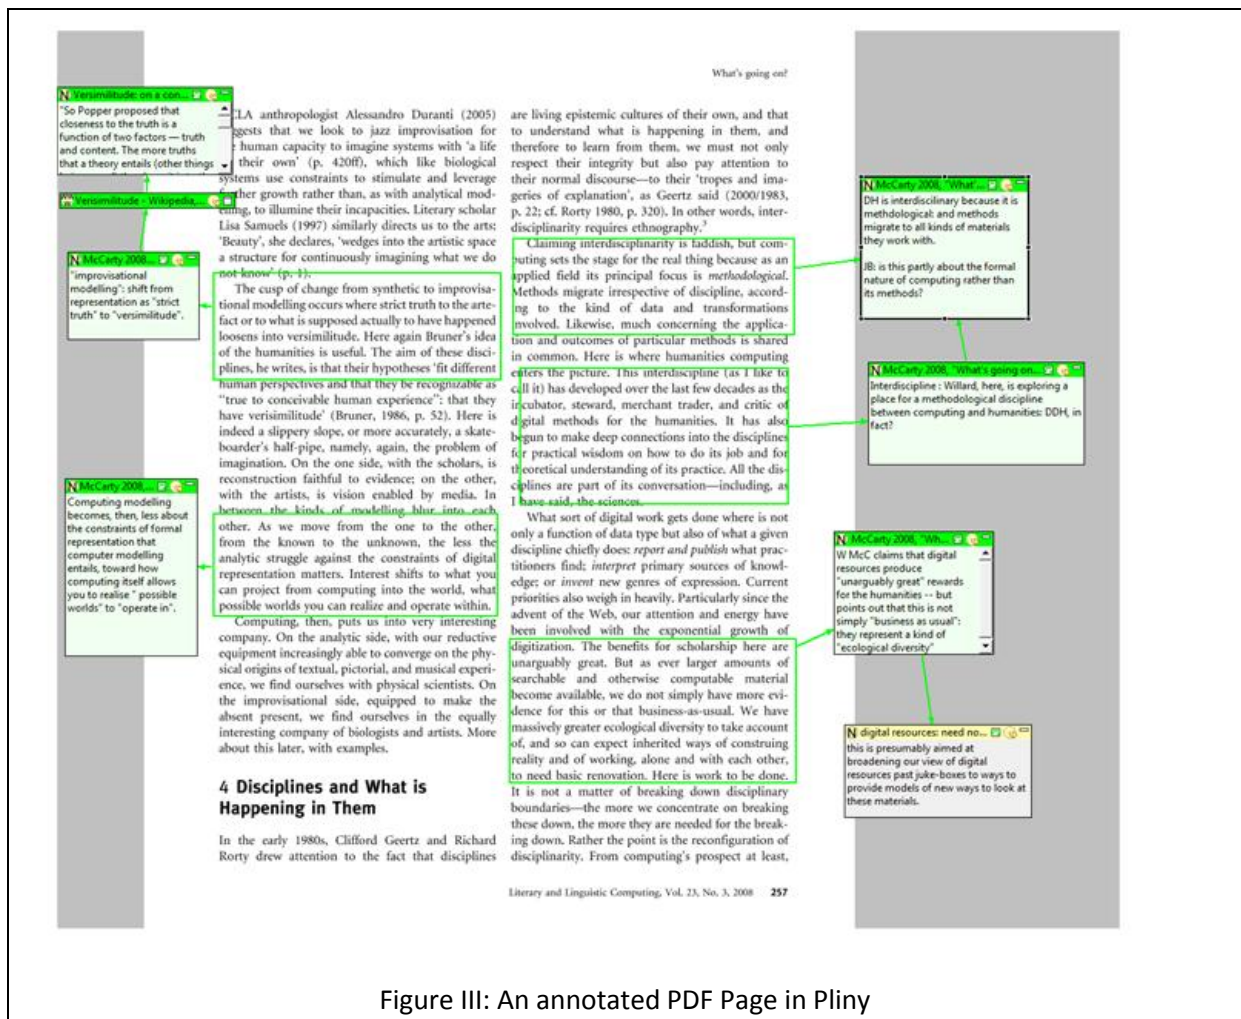 What's going on?
N Versimilitude: on a con...
"So Popper proposed that
closeness to the truth is a
function of two factors — truth
and content. The more truths
that a theory entails (other things
Versimilitude - Wikipedia,...
N McCarty 2008...
"improvisational
modelling": shift from
representation as "strict
truth" to "versimilitude".
N McCarty 2008,...
Computing modelling
becomes, then, less about
the constraints of formal
representation that
computer modelling
entails, toward how
computing itself allows
you to realise " possible
worlds" to "operate in".
CLA anthropologist Alessandro Duranti (2005)
ggests that we look to jazz improvisation for
human capacity to imagine systems with 'a life
their own' (p. 420ff), which like biological
systems use constraints to stimulate and leverage
further growth rather than, as with analytical mod-
elling, to illumine their incapacities. Literary scholar
Lisa Samuels (1997) similarly directs us to the arts:
'Beauty', she declares, 'wedges into the artistic space
a structure for continuously imagining what we do
not know' (p. 1).
The cusp of change from synthetic to improvisa-
tional modelling occurs where strict truth to the arte-
fact or to what is supposed actually to have happened
loosens into versimilitude. Here again Bruner's idea
of the humanities is useful. The aim of these disci-
plines, he writes, is that their hypotheses 'fit different
human perspectives and that they be recognizable as
"true to conceivable human experience": that they
have verisimilitude' (Bruner, 1986, p. 52). Here is
indeed a slippery slope, or more accurately, a skate-
boarder's half-pipe, namely, again, the problem of
imagination. On the one side, with the scholars, is
reconstruction faithful to evidence; on the other,
with the artists, is vision enabled by media. In
between the kinds of modelling blur into each
other. As we move from the one to the other,
from the known to the unknown, the less the
analytic struggle against the constraints of digital
representation matters. Interest shifts to what you
can project from computing into the world, what
possible worlds you can realize and operate within.
Computing, then, puts us into very interesting
company. On the analytic side, with our reductive
equipment increasingly able to converge on the phy-
sical origins of textual, pictorial, and musical experi-
ence, we find ourselves with physical scientists. On
the improvisational side, equipped to make the
absent present, we find ourselves in the equally
interesting company of biologists and artists. More
about this later, with examples.
4 Disciplines and What is
Happening in Them
In the early 1980s, Clifford Geertz and Richard
Rorty drew attention to the fact that disciplines
are living epistemic cultures of their own, and that
to understand what is happening in them, and
therefore to learn from them, we must not only
respect their integrity but also pay attention to
their normal discourse—to their 'tropes and ima-
geries of explanation', as Geertz said (2000/1983,
p. 22; cf. Rorty 1980, p. 320). In other words, inter-
disciplinarity requires ethnography.³
Claiming interdisciplinarity is faddish, but com-
puting sets the stage for the real thing because as an
applied field its principal focus is methodological.
Methods migrate irrespective of discipline, accord-
ing to the kind of data and transformations
involved. Likewise, much concerning the applica-
tion and outcomes of particular methods is shared
in common. Here is where humanities computing
enters the picture. This interdiscipline (as I like to
call it) has developed over the last few decades as the
incubator, steward, merchant trader, and critic of
digital methods for the humanities. It has also
begun to make deep connections into the disciplines
for practical wisdom on how to do its job and for
theoretical understanding of its practice. All the dis-
ciplines are part of its conversation—including, as
I have said, the sciences.
What sort of digital work gets done where is not
only a function of data type but also of what a given
discipline chiefly does: report and publish what prac-
titioners find; interpret primary sources of knowl-
edge; or invent new genres of expression. Current
priorities also weigh in heavily. Particularly since the
advent of the Web, our attention and energy have
been involved with the exponential growth of
digitization. The benefits for scholarship here are
unarguably great. But as ever larger amounts of
searchable and otherwise computable material
become available, we do not simply have more evi-
dence for this or that business-as-usual. We have
massively greater ecological diversity to take account
of, and so can expect inherited ways of construing
reality and of working, alone and with each other,
to need basic renovation. Here is work to be done.
It is not a matter of breaking down disciplinary
boundaries—the more we concentrate on breaking
these down, the more they are needed for the break-
ing down. Rather the point is the reconfiguration of
disciplinarity. From computing's prospect at least,
N McCarty 2008, "What'...
DH is interdiscilinary because it is
methdological: and methods
migrate to all kinds of materials
they work with.
JB: is this partly about the formal
nature of computing rather than
its methods?
N McCarty 2008, "What's going on...
Interdiscipline : Willard, here, is exploring a
place for a methodological discipline
between computing and humanities: DDH, in
fact?
N McCarty 2008, "Wh...
W McC claims that digital
resources produce
"unarguably great" rewards
for the humanities -- but
points out that this is not
simply "business as usual":
they represent a kind of
"ecological diversity"
N digital resources: need no...
this is presumably aimed at
broadening our view of digital
resources past juke-boxes to ways to
provide models of new ways to look at
these materials.
Literary and Linguistic Computing, Vol. 23, No. 3, 2008 257
Figure III: An annotated PDF Page in Pliny